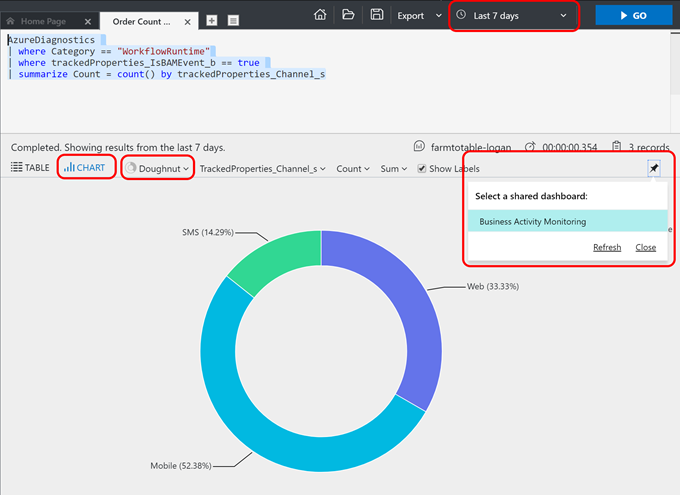 Home Page
Order Count ...
Export
Last 7 days
GO
AzureDiagnostics
| where Category == "WorkflowRuntime"
| where trackedProperties_IsBAMEvent_b == true
| summarize Count = count() by trackedProperties_Channel_s
Completed. Showing results from the last 7 days.
farmtotable-logan
00:00:00.354
3 records
TABLE
CHART
Doughnut
TrackedProperties_Channel_s
Count
Sum
Show Labels
Select a shared dashboard:
Business Activity Monitoring
Refresh
Close
SMS (14.29%)
Web (33.33%)
Mobile (52.38%)